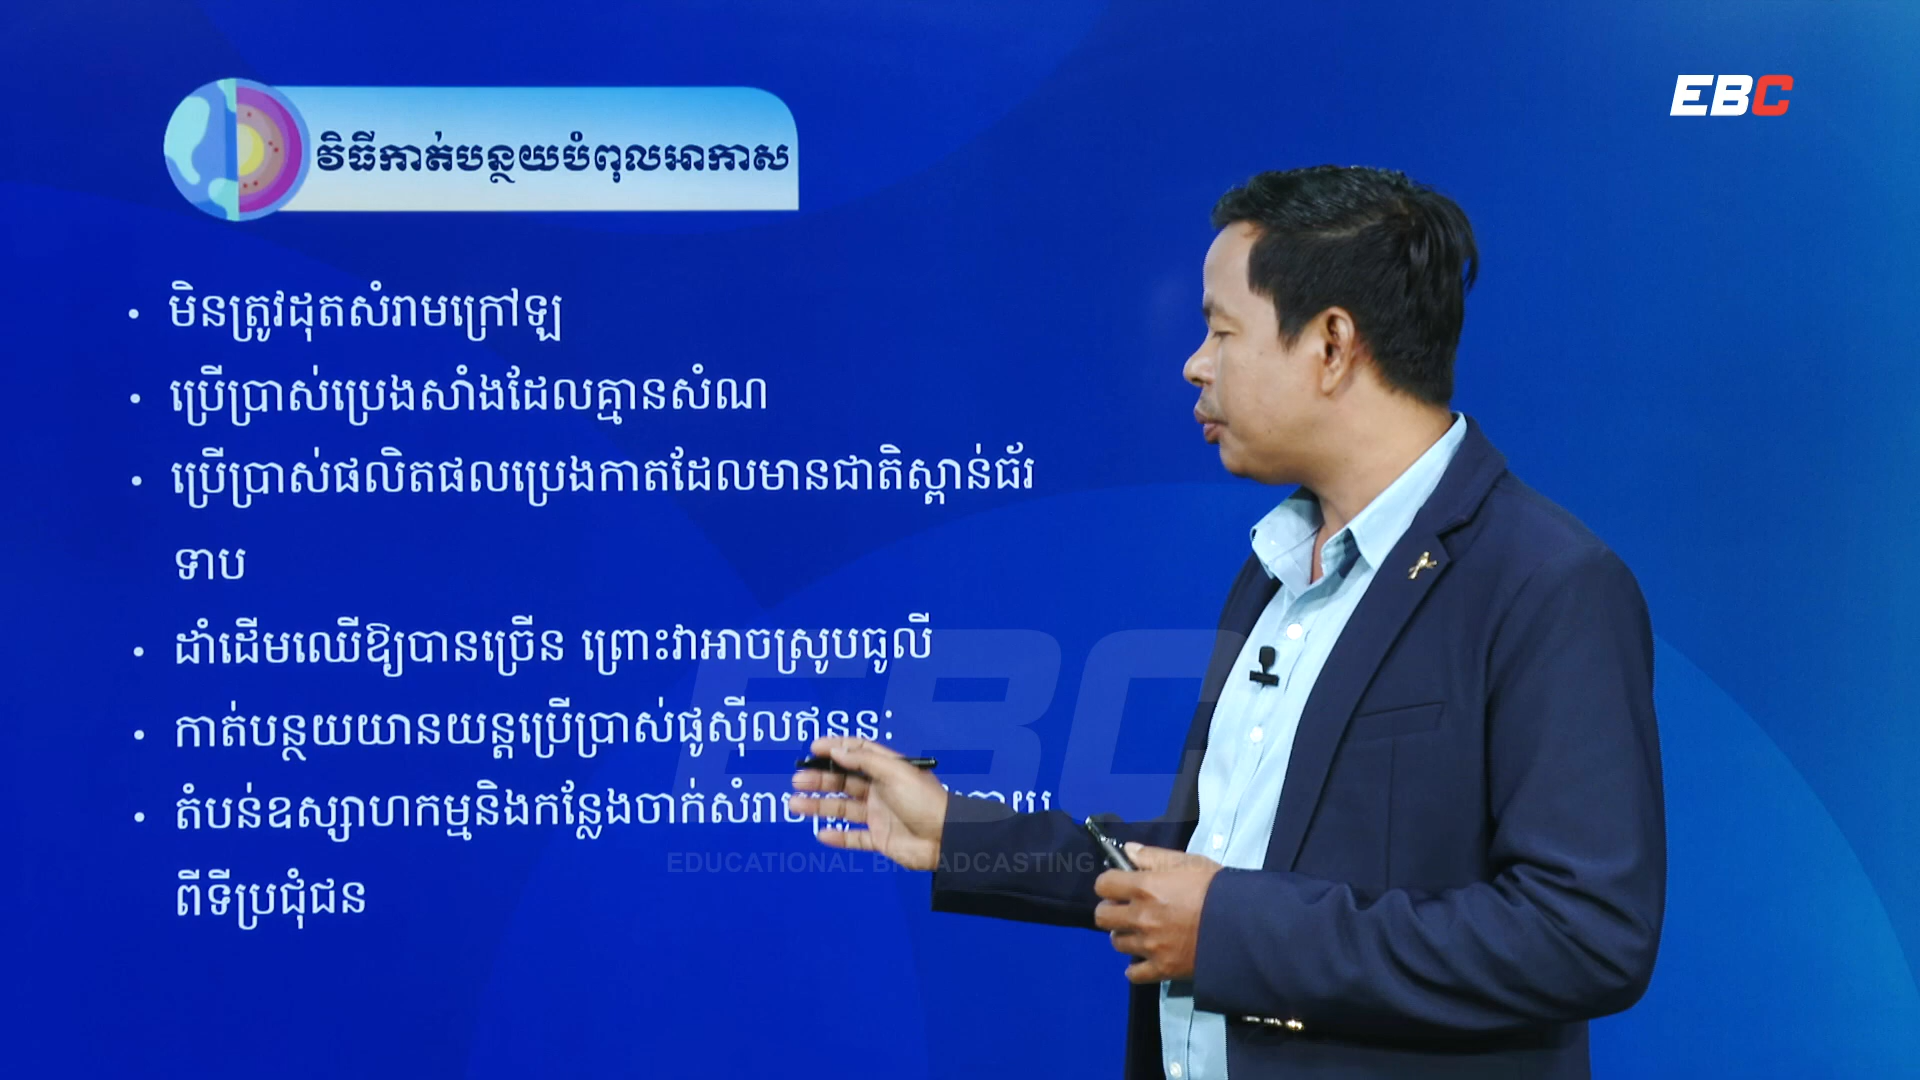 EBC
វិធីកាត់បន្ថយបំពុលអាកាស
• មិនត្រូវដុតសំរាមក្រៅឡ
• ប្រើប្រាស់ប្រេងសាំងដែលគ្មានសំណ
• ប្រើប្រាស់ផលិតផលប្រេងកាតដែលមានជាតិស្ពាន់ធ័រ
ទាប
• ដាំដើមឈើឱ្យបានច្រើន ព្រោះវាអាចស្រូបធូលី
• កាត់បន្ថយយានយន្តប្រើប្រាស់ផូស៊ីលឥន្ធនៈ
• តំបន់ឧស្សាហកម្មនិងកន្លែងចាក់សំរាម
ពីទីប្រជុំជន
EBC
EDUCATIONAL BROADCASTING